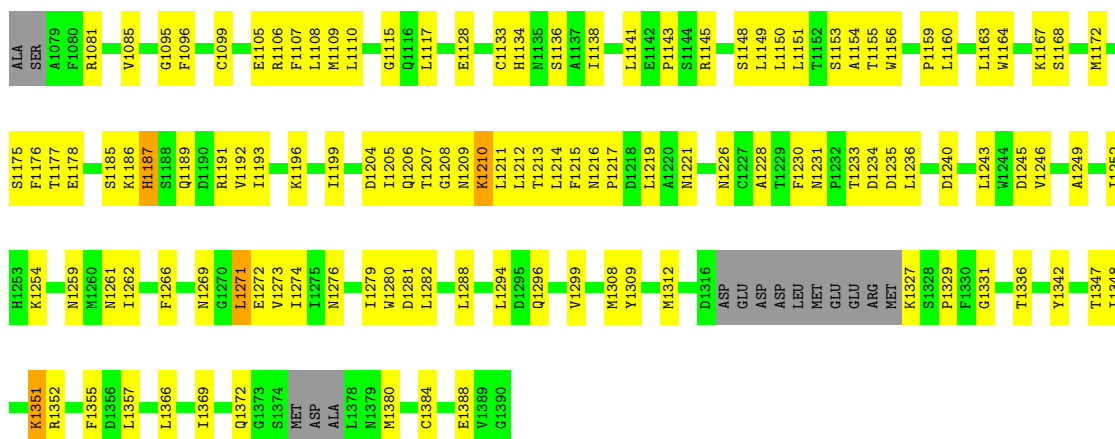 ALA SER A1079 F1080 R1081 V1085 G1095 F1096 C1099 E1105 R1106 F1107 L1108 M1109 L1110 G1115 Q1116 L1117 E1128 C1133 H1134 N1135 S1136 A1137 I1138 L1141 E1142 P1143 S1144 R1145 S1148 L1149 L1150 L1151 T1152 S1153 A1154 T1155 W1156 P1159 L1160 L1163 W1164 K1167 S1168 M1172
S1175 F1176 T1177 E1178 S1185 K1186 H1187 S1188 Q1189 D1190 R1191 V1192 I1193 K1196 I1199 D1204 I1205 Q1206 T1207 G1208 N1209 K1210 L1211 L1212 T1213 L1214 F1215 N1216 P1217 D1218 L1219 A1220 N1221 N1226 C1227 A1228 T1229 F1230 N1231 P1232 T1233 D1234 D1235 L1236 D1240 L1243 W1244 D1245 V1246 A1249 I1252
H1253 K1254 N1259 M1260 N1261 I1262 F1266 N1269 G1270 L1271 E1272 V1273 I1274 I1275 N1276 I1279 W1280 D1281 L1282 L1288 L1294 D1295 Q1296 V1299 M1308 Y1309 M1312 D1316 ASP GLU ASP ASP LEU MET GLU GLU ARG MET K1327 S1328 P1329 F1330 G1331 T1336 Y1342 T1347
K1351 R1352 F1355 D1356 L1357 L1366 I1369 Q1372 G1373 S1374 MET ASP ALA L1378 N1379 M1380 C1384 E1388 V1389 G1390